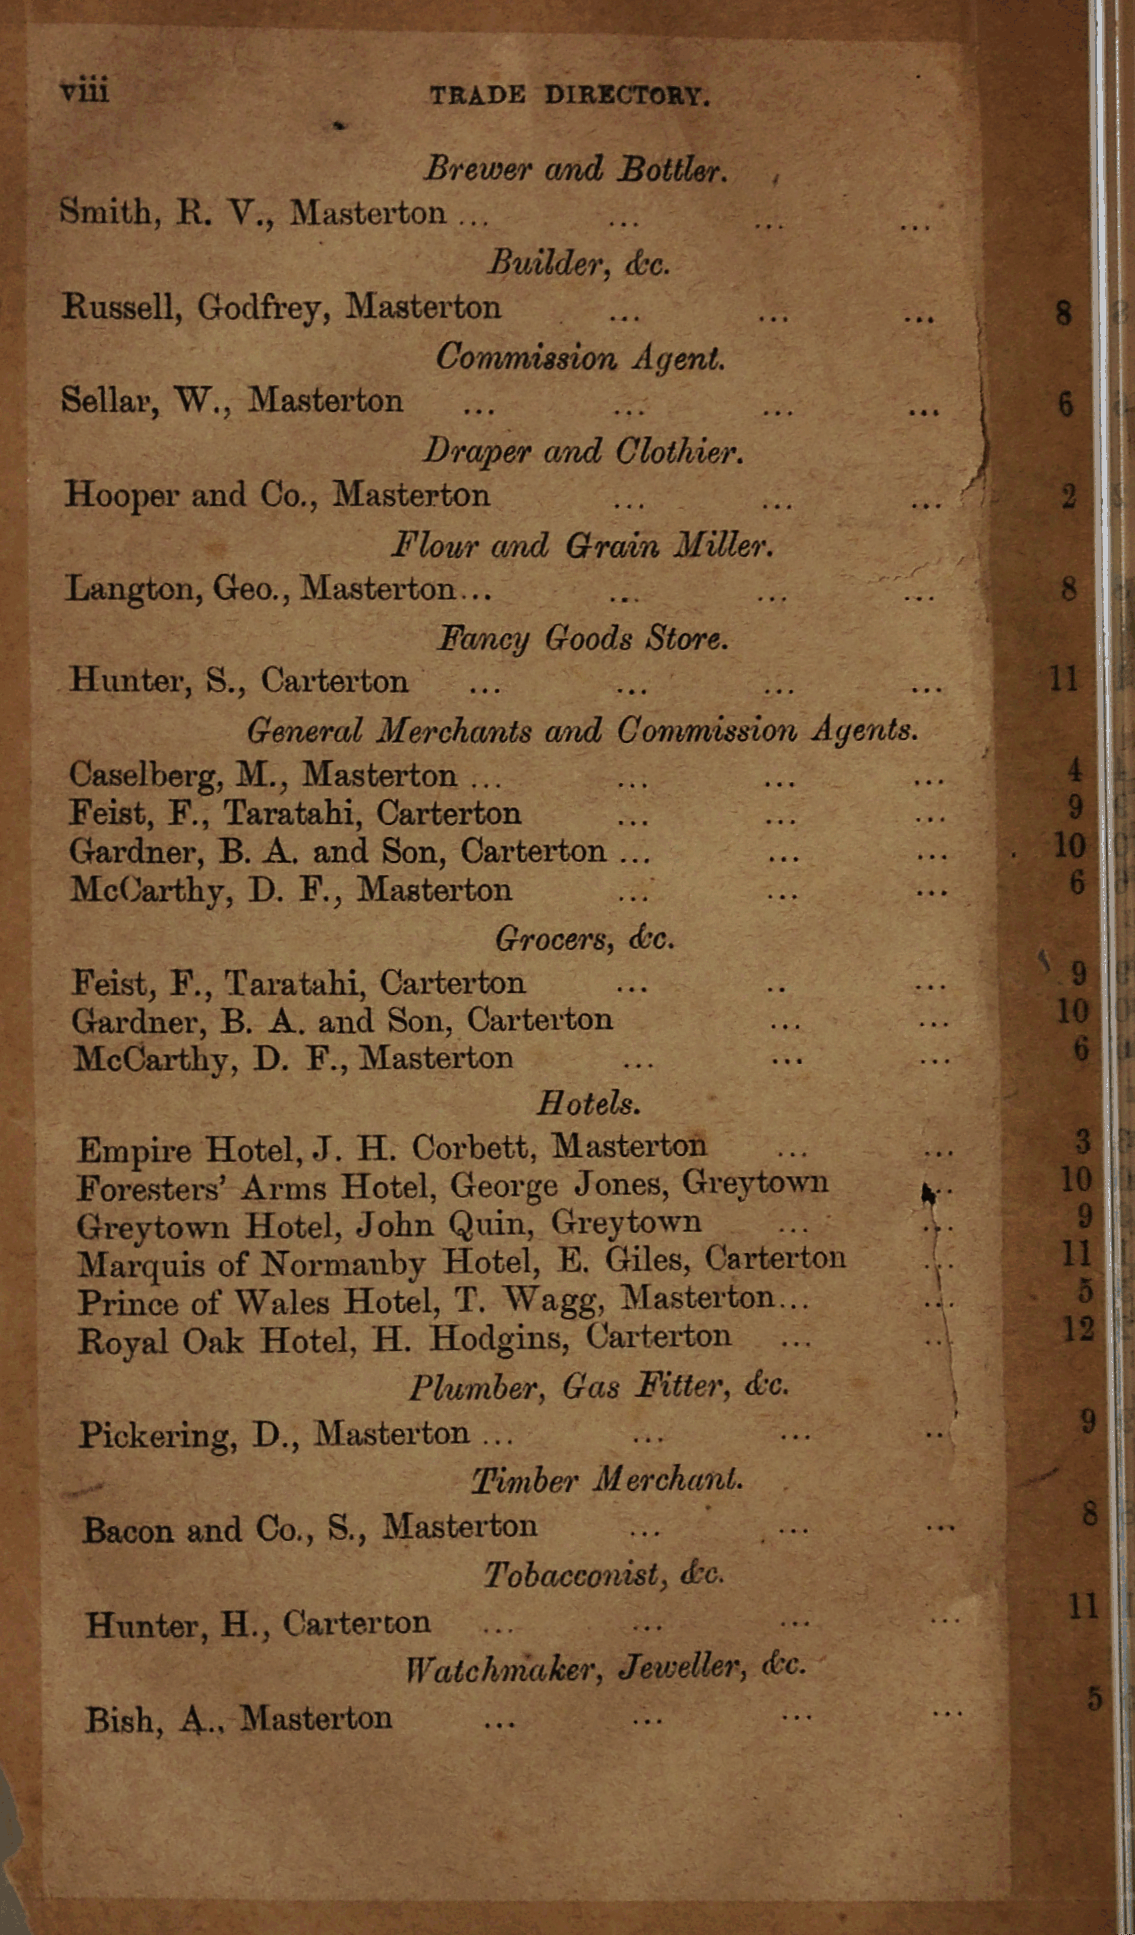 viii TRADE DIRECTORY.
Brewer and Bottler.
Smith, R. V., Masterton ... ... ... ...
Builder, &c.
Russell, Godfrey, Masterton ... ... ... 8
Commission Agent.
Sellar, W., Masterton ... ... ... ... 6
Draper and Clothier.
Hooper and Co., Masterton ... ... ... 2
Flour and Grain Miller.
Langton, Geo., Masterton... ... ... ... 8
Fancy Goods Store.
Hunter, S., Carterton ... ... ... ... 11
General Merchants and Commission Agents.
Caselberg, M., Masterton ... ... ... ... 4
Feist, F., Taratahi, Carterton ... ... ... 9
Gardner, B. A. and Son, Carterton ... ... ... 10
McCarthy, D. F., Masterton ... ... ... 6
Grocers, &c.
Feist, F., Taratahi, Carterton ... .. ... 9
Gardner, B. A. and Son, Carterton ... ... 10
McCarthy, D. F., Masterton ... ... ... 6
Hotels.
Empire Hotel, J. H. Corbett, Masterton ... ... 3
Foresters' Arms Hotel, George Jones, Greytown ... 10
Greytown Hotel, John Quin, Greytown ... ... 9
Marquis of Normanby Hotel, E. Giles, Carterton ... 11
Prince of Wales Hotel, T. Wagg, Masterton... ... 5
Royal Oak Hotel, H. Hodgins, Carterton ... ... 12
Plumber, Gas Fitter, &c.
Pickering, D., Masterton ... ... ... .. 9
Timber Merchant.
Bacon and Co., S., Masterton ... ... ... 8
Tobacconist, &c.
Hunter, H., Carterton ... ... ... ... 11
Watchmaker, Jeweller, &c.
Bish, A., Masterton ... ... ... ... 5